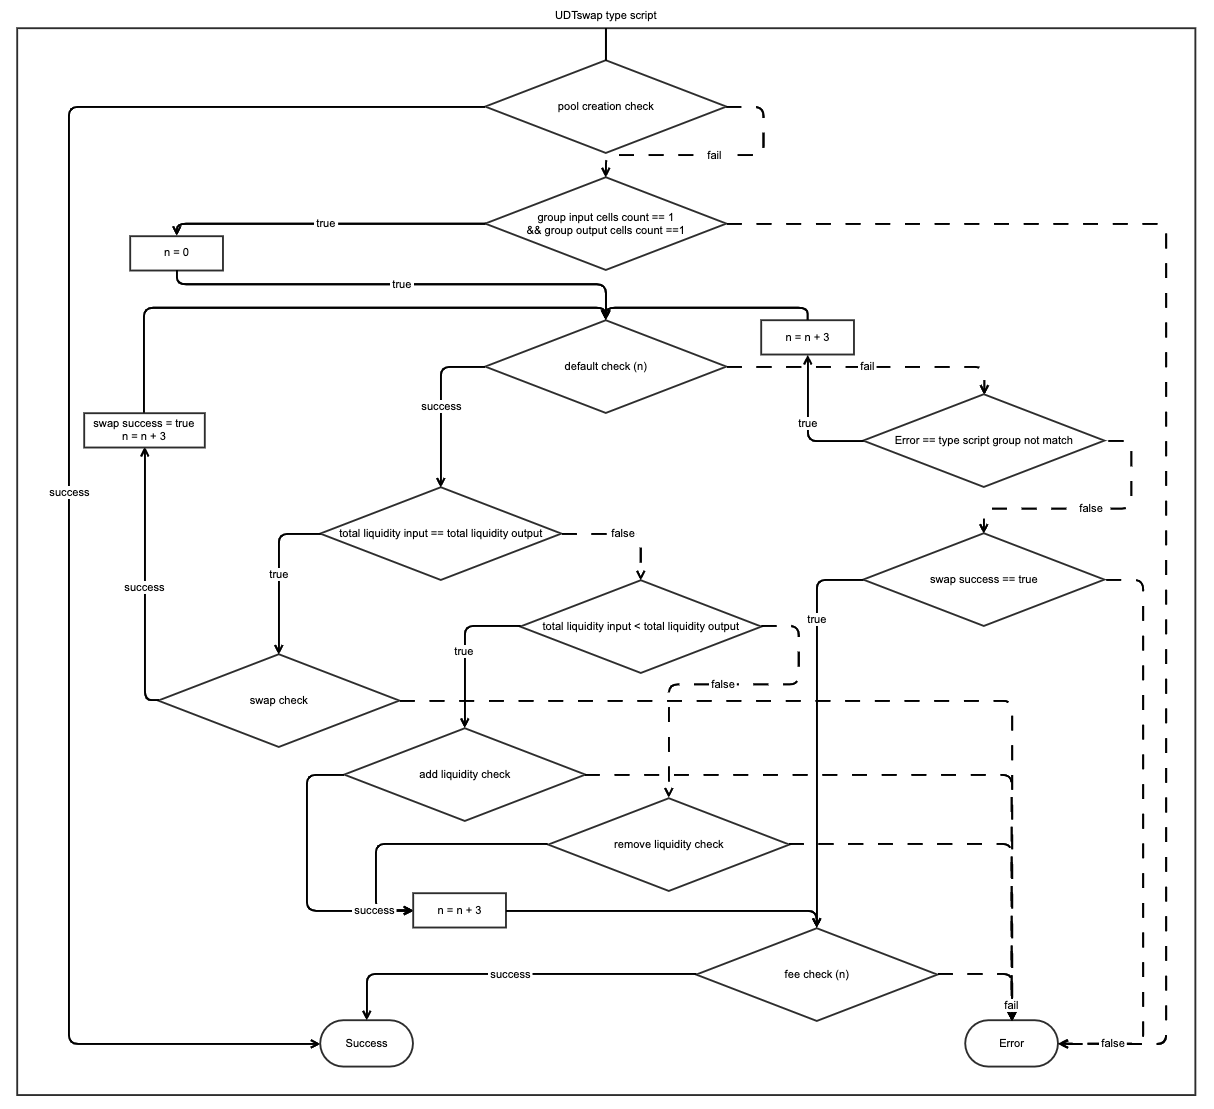 UDTswap type script
pool creation check
fail
group input cells count == 1
&& group output cells count ==1
true
n = 0
true
n = n + 3
default check (n)
fail
success
swap success = true
n = n + 3
true
Error == type script group not match
success
false
total liquidity input == total liquidity output
false
true
swap success == true
success
total liquidity input < total liquidity output
true
true
false
swap check
add liquidity check
remove liquidity check
success
n = n + 3
success
fee check (n)
fail
Success
Error
false